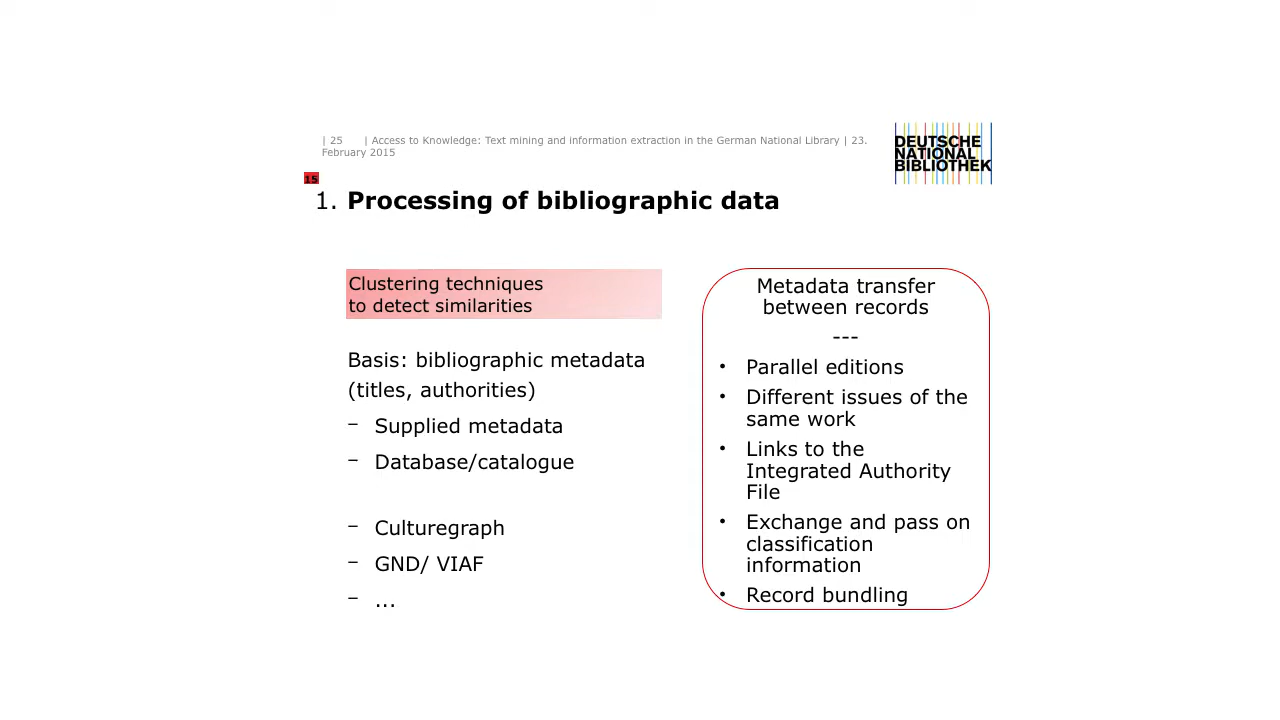 | 25 | Access to Knowledge: Text mining and information extraction in the German National Library | 23.
February 2015
DEUTSCHE
NATIONAL
BIBLIOTHEK
15
1. Processing of bibliographic data
Clustering techniques
to detect similarities
Basis: bibliographic metadata
(titles, authorities)
– Supplied metadata
– Database/catalogue
– Culturegraph
– GND/ VIAF
– ...
Metadata transfer
between records
---
• Parallel editions
• Different issues of the
same work
• Links to the
Integrated Authority
File
• Exchange and pass on
classification
information
• Record bundling